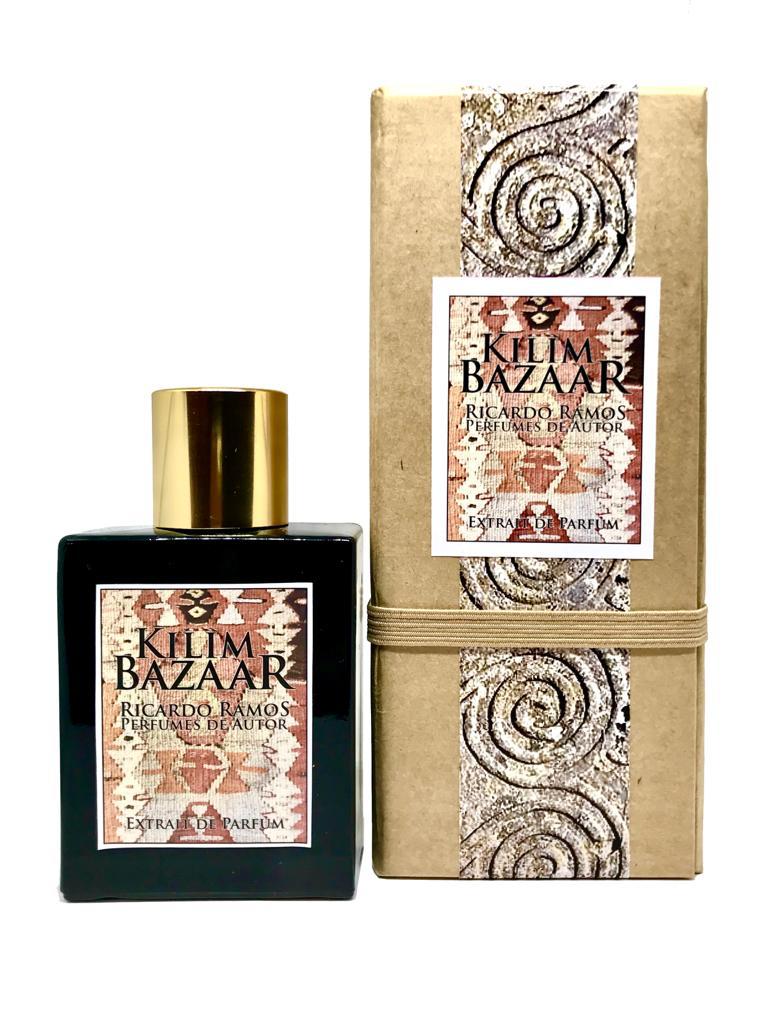 KILIM
BAZAAR
RICARDO RAMOS
PERFUMES DE AUTOR
EXTRAIT DE PARFUM
KILIM
BAZAAR
RICARDO RAMOS
PERFUMES DE AUTOR
EXTRAIT DE PARFUM